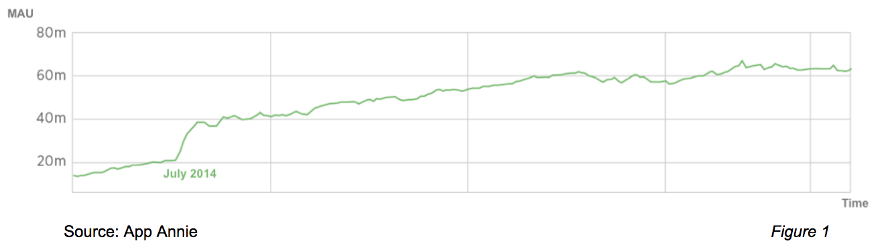 MAU
80m
60m
40m
20m
July 2014
Time
Source: App Annie
Figure 1